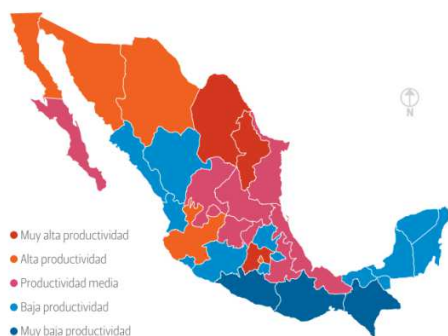 N
Muy alta productividad
Alta productividad
Productividad media
Baja productividad
Muy baja productividad